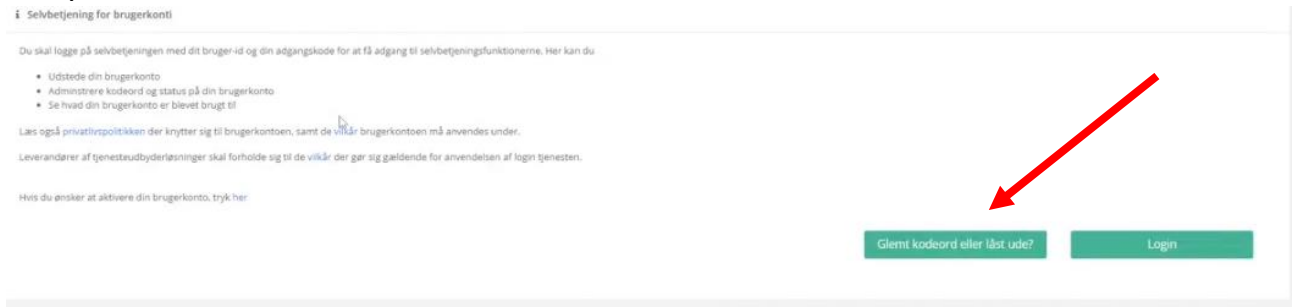 i Selvbetjening for brugerkonti
Du skal logge på selvbetjeningen med dit bruger-id og din adgangskode for at få adgang til selvbetjeningsfunktionerne. Her kan du
• Udstede din brugerkonto
• Adminstrere kodeord og status på din brugerkonto
• Se hvad din brugerkonto er blevet brugt til
Læs også privatlivspolitikken der knytter sig til brugerkontoen, samt de vilkår brugerkontoen må anvendes under.
Leverandører af tjenesteudbyderløsninger skal forholde sig til de vilkår der gør sig gældende for anvendelsen af login tjenesten.
Hvis du ønsker at aktivere din brugerkonto, tryk her
Glemt kodeord eller låst ude? Login